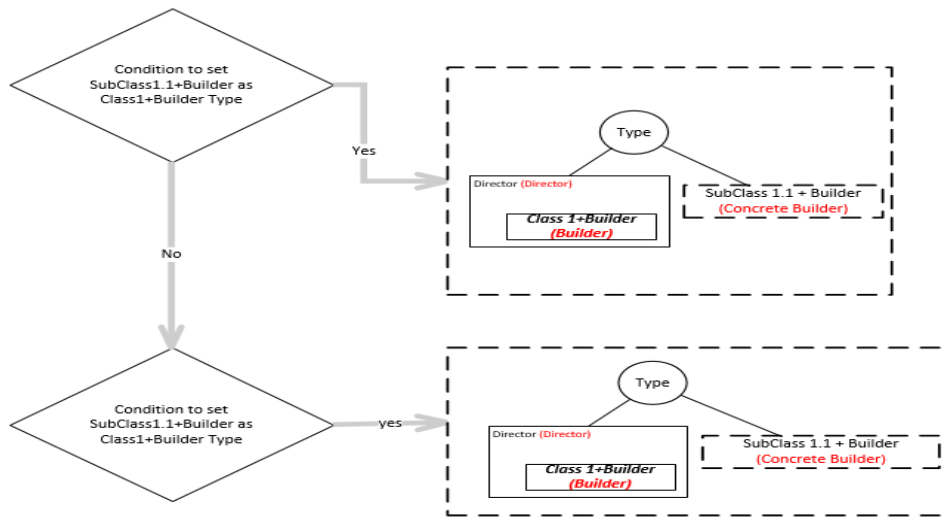 Condition to set
SubClass1.1+Builder as
Class1+Builder Type
Yes
Type
Director (Director)
SubClass 1.1 + Builder
(Concrete Builder)
Class 1+Builder
(Builder)
No
Condition to set
SubClass1.1+Builder as
Class1+Builder Type
yes
Type
Director (Director)
SubClass 1.1 + Builder
(Concrete Builder)
Class 1+Builder
(Builder)